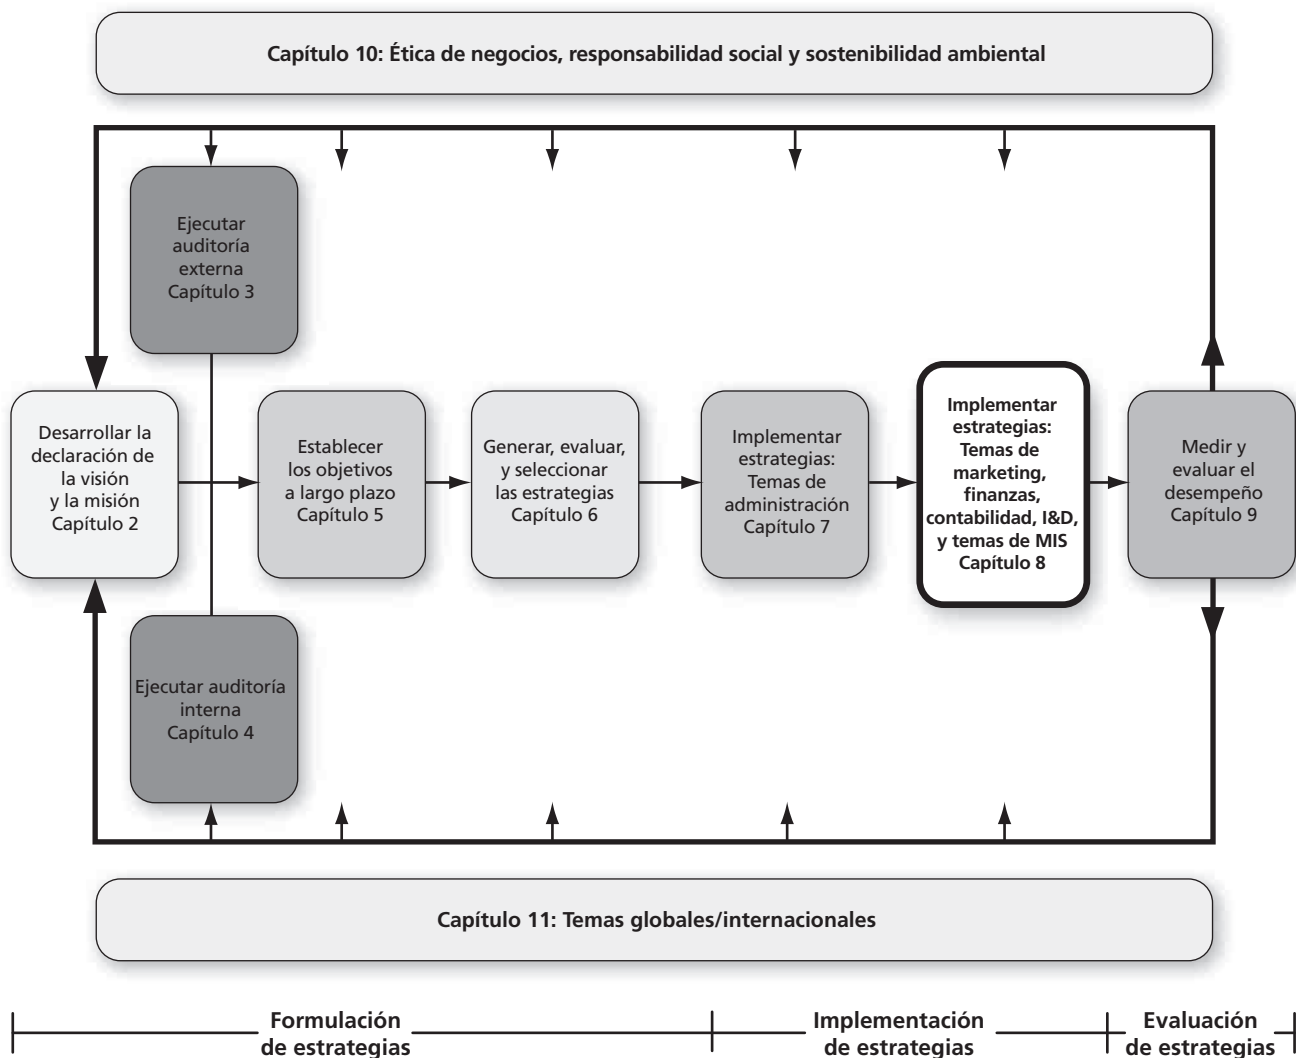 Capítulo 10: Ética de negocios, responsabilidad social y sostenibilidad ambiental
Ejecutar
auditoría
externa
Capítulo 3
Desarrollar la
declaración de
la visión
y la misión
Capítulo 2
Establecer
los objetivos
a largo plazo
Capítulo 5
Generar, evaluar,
y seleccionar
las estrategias
Capítulo 6
Implementar
estrategias:
Temas de
administración
Capítulo 7
Implementar
estrategias:
Temas de
marketing,
finanzas,
contabilidad, I&D,
y temas de MIS
Capítulo 8
Medir y
evaluar el
desempeño
Capítulo 9
Ejecutar auditoría
interna
Capítulo 4
Capítulo 11: Temas globales/internacionales
Formulación
de estrategias
Implementación
de estrategias
Evaluación
de estrategias